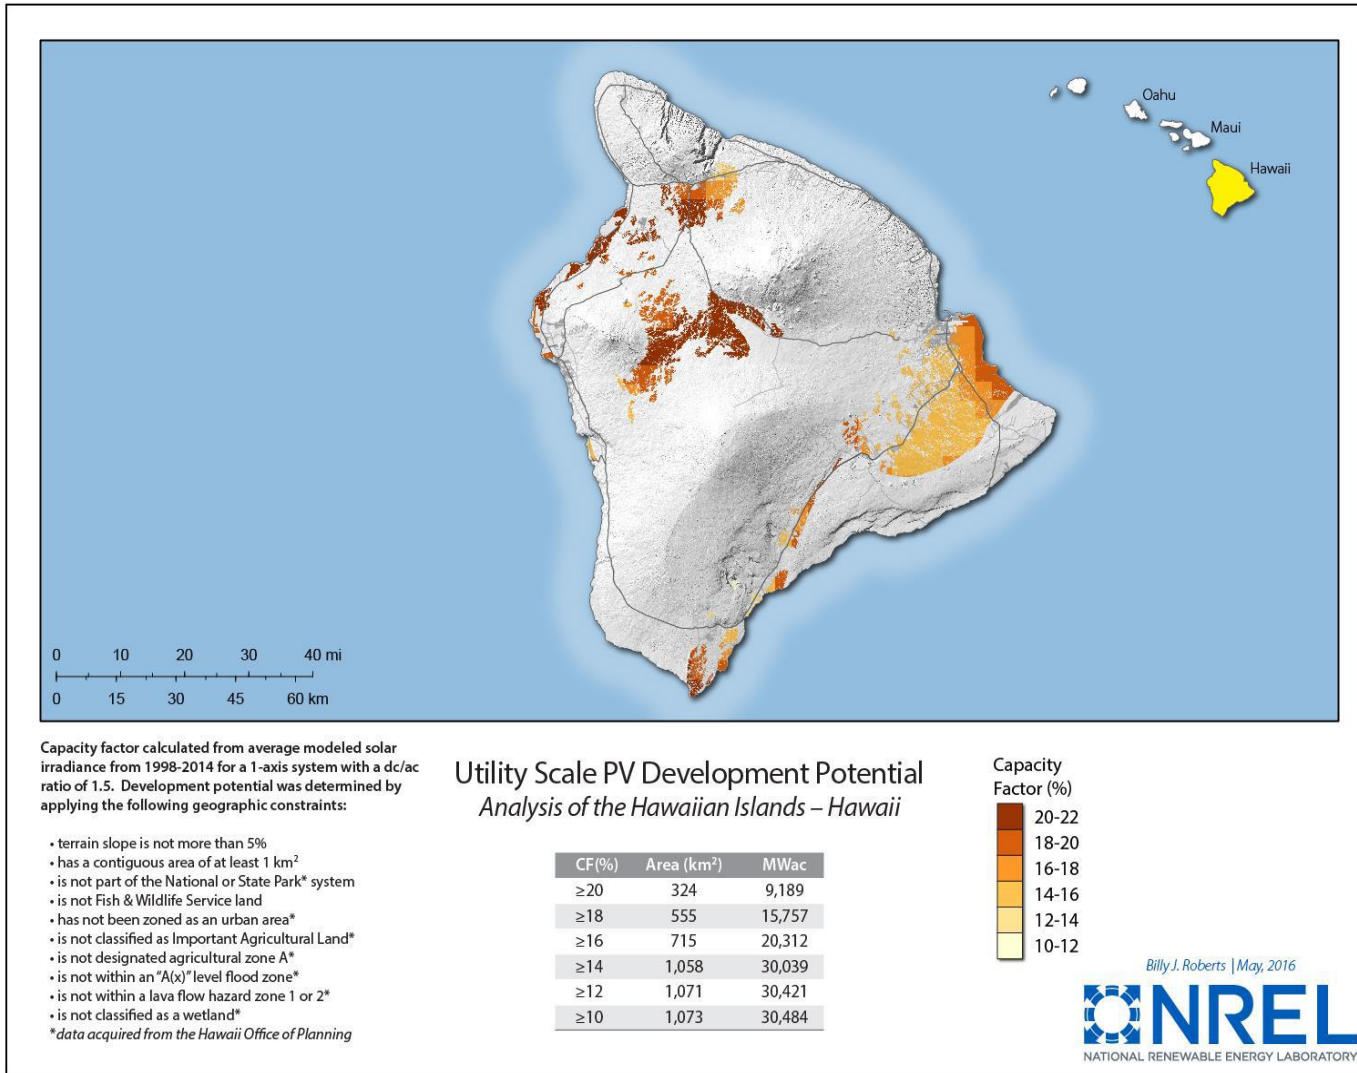 Oahu
Maui
Hawaii
0 10 20 30 40 mi
0 15 30 45 60 km
Capacity factor calculated from average modeled solar
irradiance from 1998-2014 for a 1-axis system with a dc/ac
ratio of 1.5. Development potential was determined by
applying the following geographic constraints:
• terrain slope is not more than 5%
• has a contiguous area of at least 1 km²
• is not part of the National or State Park* system
• is not Fish & Wildlife Service land
• has not been zoned as an urban area*
• is not classified as Important Agricultural Land*
• is not designated agricultural zone A*
• is not within an "A(x)" level flood zone*
• is not within a lava flow hazard zone 1 or 2*
• is not classified as a wetland*
*data acquired from the Hawaii Office of Planning
Utility Scale PV Development Potential
Analysis of the Hawaiian Islands – Hawaii
CF(%) Area (km²) MWac
≥20 324 9,189
≥18 555 15,757
≥16 715 20,312
≥14 1,058 30,039
≥12 1,071 30,421
≥10 1,073 30,484
Capacity
Factor (%)
20-22
18-20
16-18
14-16
12-14
10-12
Billy J. Roberts | May, 2016
NREL
NATIONAL RENEWABLE ENERGY LABORATORY